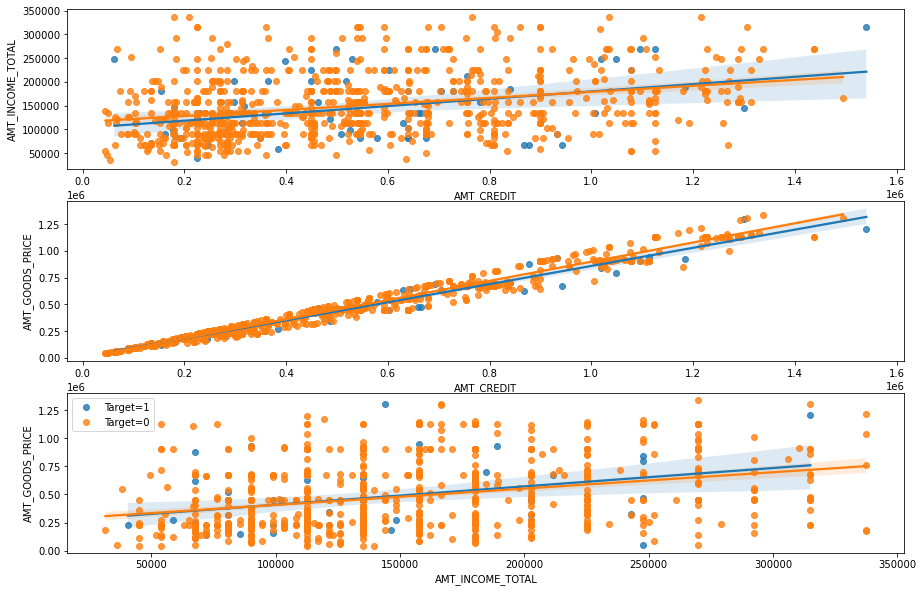 350000
300000
250000
200000
150000
100000
50000
AMT_INCOME_TOTAL
0.0 0.2 0.4 0.6 0.8 1.0 1.2 1.4 1.6
AMT_CREDIT
1e6
1e6
1.25
1.00
0.75
0.50
0.25
0.00
AMT_GOODS_PRICE
0.0 0.2 0.4 0.6 0.8 1.0 1.2 1.4 1.6
AMT_CREDIT
1e6
1e6
1.25
1.00
0.75
0.50
0.25
0.00
AMT_GOODS_PRICE
Target=1
Target=0
50000 100000 150000 200000 250000 300000 350000
AMT_INCOME_TOTAL